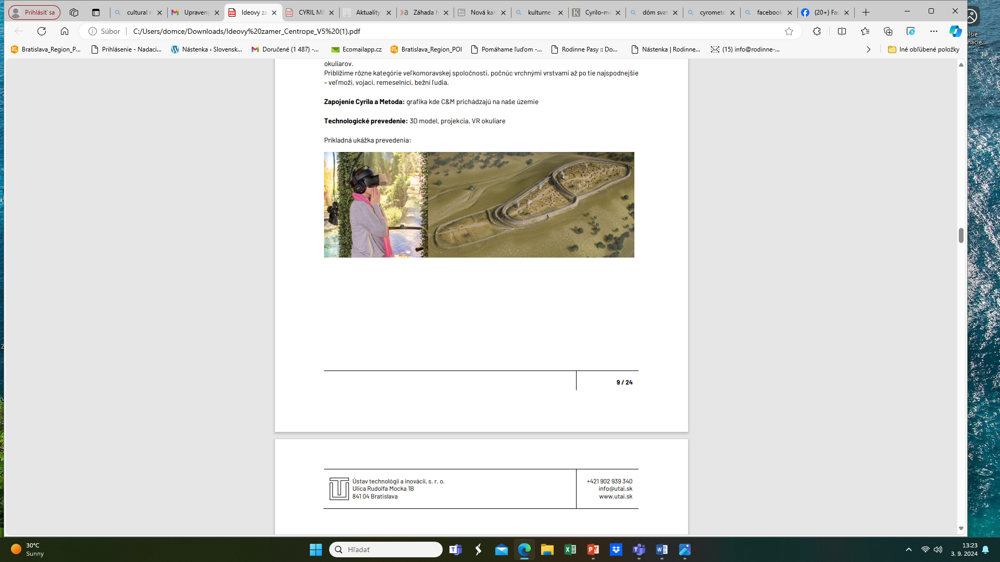 Prihlásiť sa
cultural r
Upravený
Ideovy za
CYRIL ME
Aktuality
Záhada h
Nová kar
kulturne
Cyrilo-me
dóm svat
cyrometo
facebook
(20+) Fac
Súbor
C:/Users/domce/Downloads/Ideovy%20zamer_Centrope_V5%20(1).pdf
Bratislava_Region_P...
Prihlásenie - Nadaci...
Nástenka ‹ Slovensk...
Doručené (1 487) -...
Ecomailapp.cz
Bratislava_Region_POI
Pomáhame ľuďom -...
Rodinne Pasy :: Do...
Nástenka | Rodinne...
(15) info@rodinne-...
Iné obľúbené položky
okuliarov.
Priblížime rôzne kategórie veľkomoravskej spoločnosti, počnúc vrchnými vrstvami až po tie najspodnejšie
– veľmoži, vojaci, remeselníci, bežní ľudia.
Zapojenie Cyrila a Metoda: grafika kde C&M prichádzajú na naše územie
Technologické prevedenie: 3D model, projekcia, VR okuliare
Príkladná ukážka prevedenia:
9 / 24
Ústav technológií a inovácií, s. r. o.
Ulica Rudolfa Mocka 1B
841 04 Bratislava
+421 902 939 340
info@utai.sk
www.utai.sk
30°C
Sunny
Hľadať
13:23
3. 9. 2024